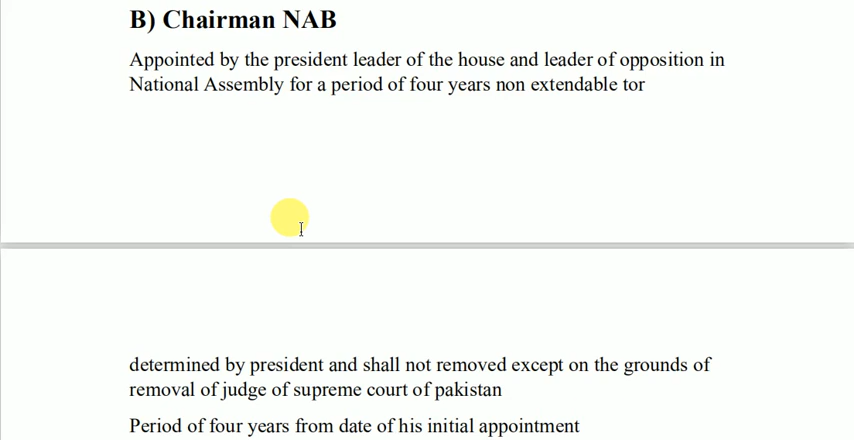 B) Chairman NAB
Appointed by the president leader of the house and leader of opposition in
National Assembly for a period of four years non extendable tor
determined by president and shall not removed except on the grounds of
removal of judge of supreme court of pakistan
Period of four years from date of his initial appointment